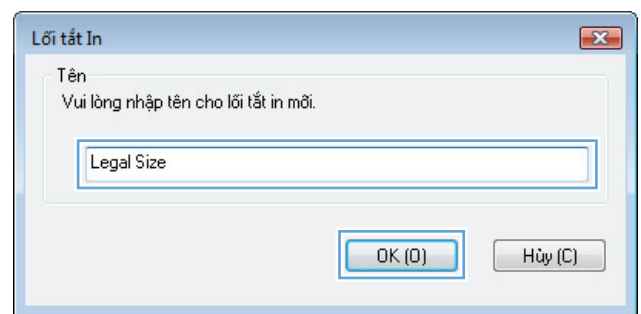 Lối tắt In
Tên
Vui lòng nhập tên cho lối tắt in mới.
Legal Size
OK (O)
Hủy (C)